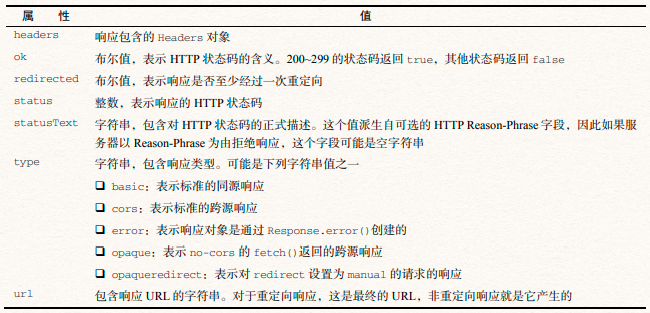 属 性 值
headers 响应包含的 Headers 对象
ok 布尔值，表示 HTTP 状态码的含义。200~299 的状态码返回 true，其他状态码返回 false
redirected 布尔值，表示响应是否至少经过一次重定向
status 整数，表示响应的 HTTP 状态码
statusText 字符串，包含对 HTTP 状态码的正式描述。这个值派生自可选的 HTTP Reason-Phrase 字段，因此如果服
务器以 Reason-Phrase 为由拒绝响应，这个字段可能是空字符串
type 字符串，包含响应类型。可能是下列字符串值之一
❑ basic：表示标准的同源响应
❑ cors：表示标准的跨源响应
❑ error：表示响应对象是通过 Response.error()创建的
❑ opaque：表示 no-cors 的 fetch()返回的跨源响应
❑ opaqueredirect：表示对 redirect 设置为 manual 的请求的响应
url 包含响应 URL 的字符串。对于重定向响应，这是最终的 URL，非重定向响应就是它产生的